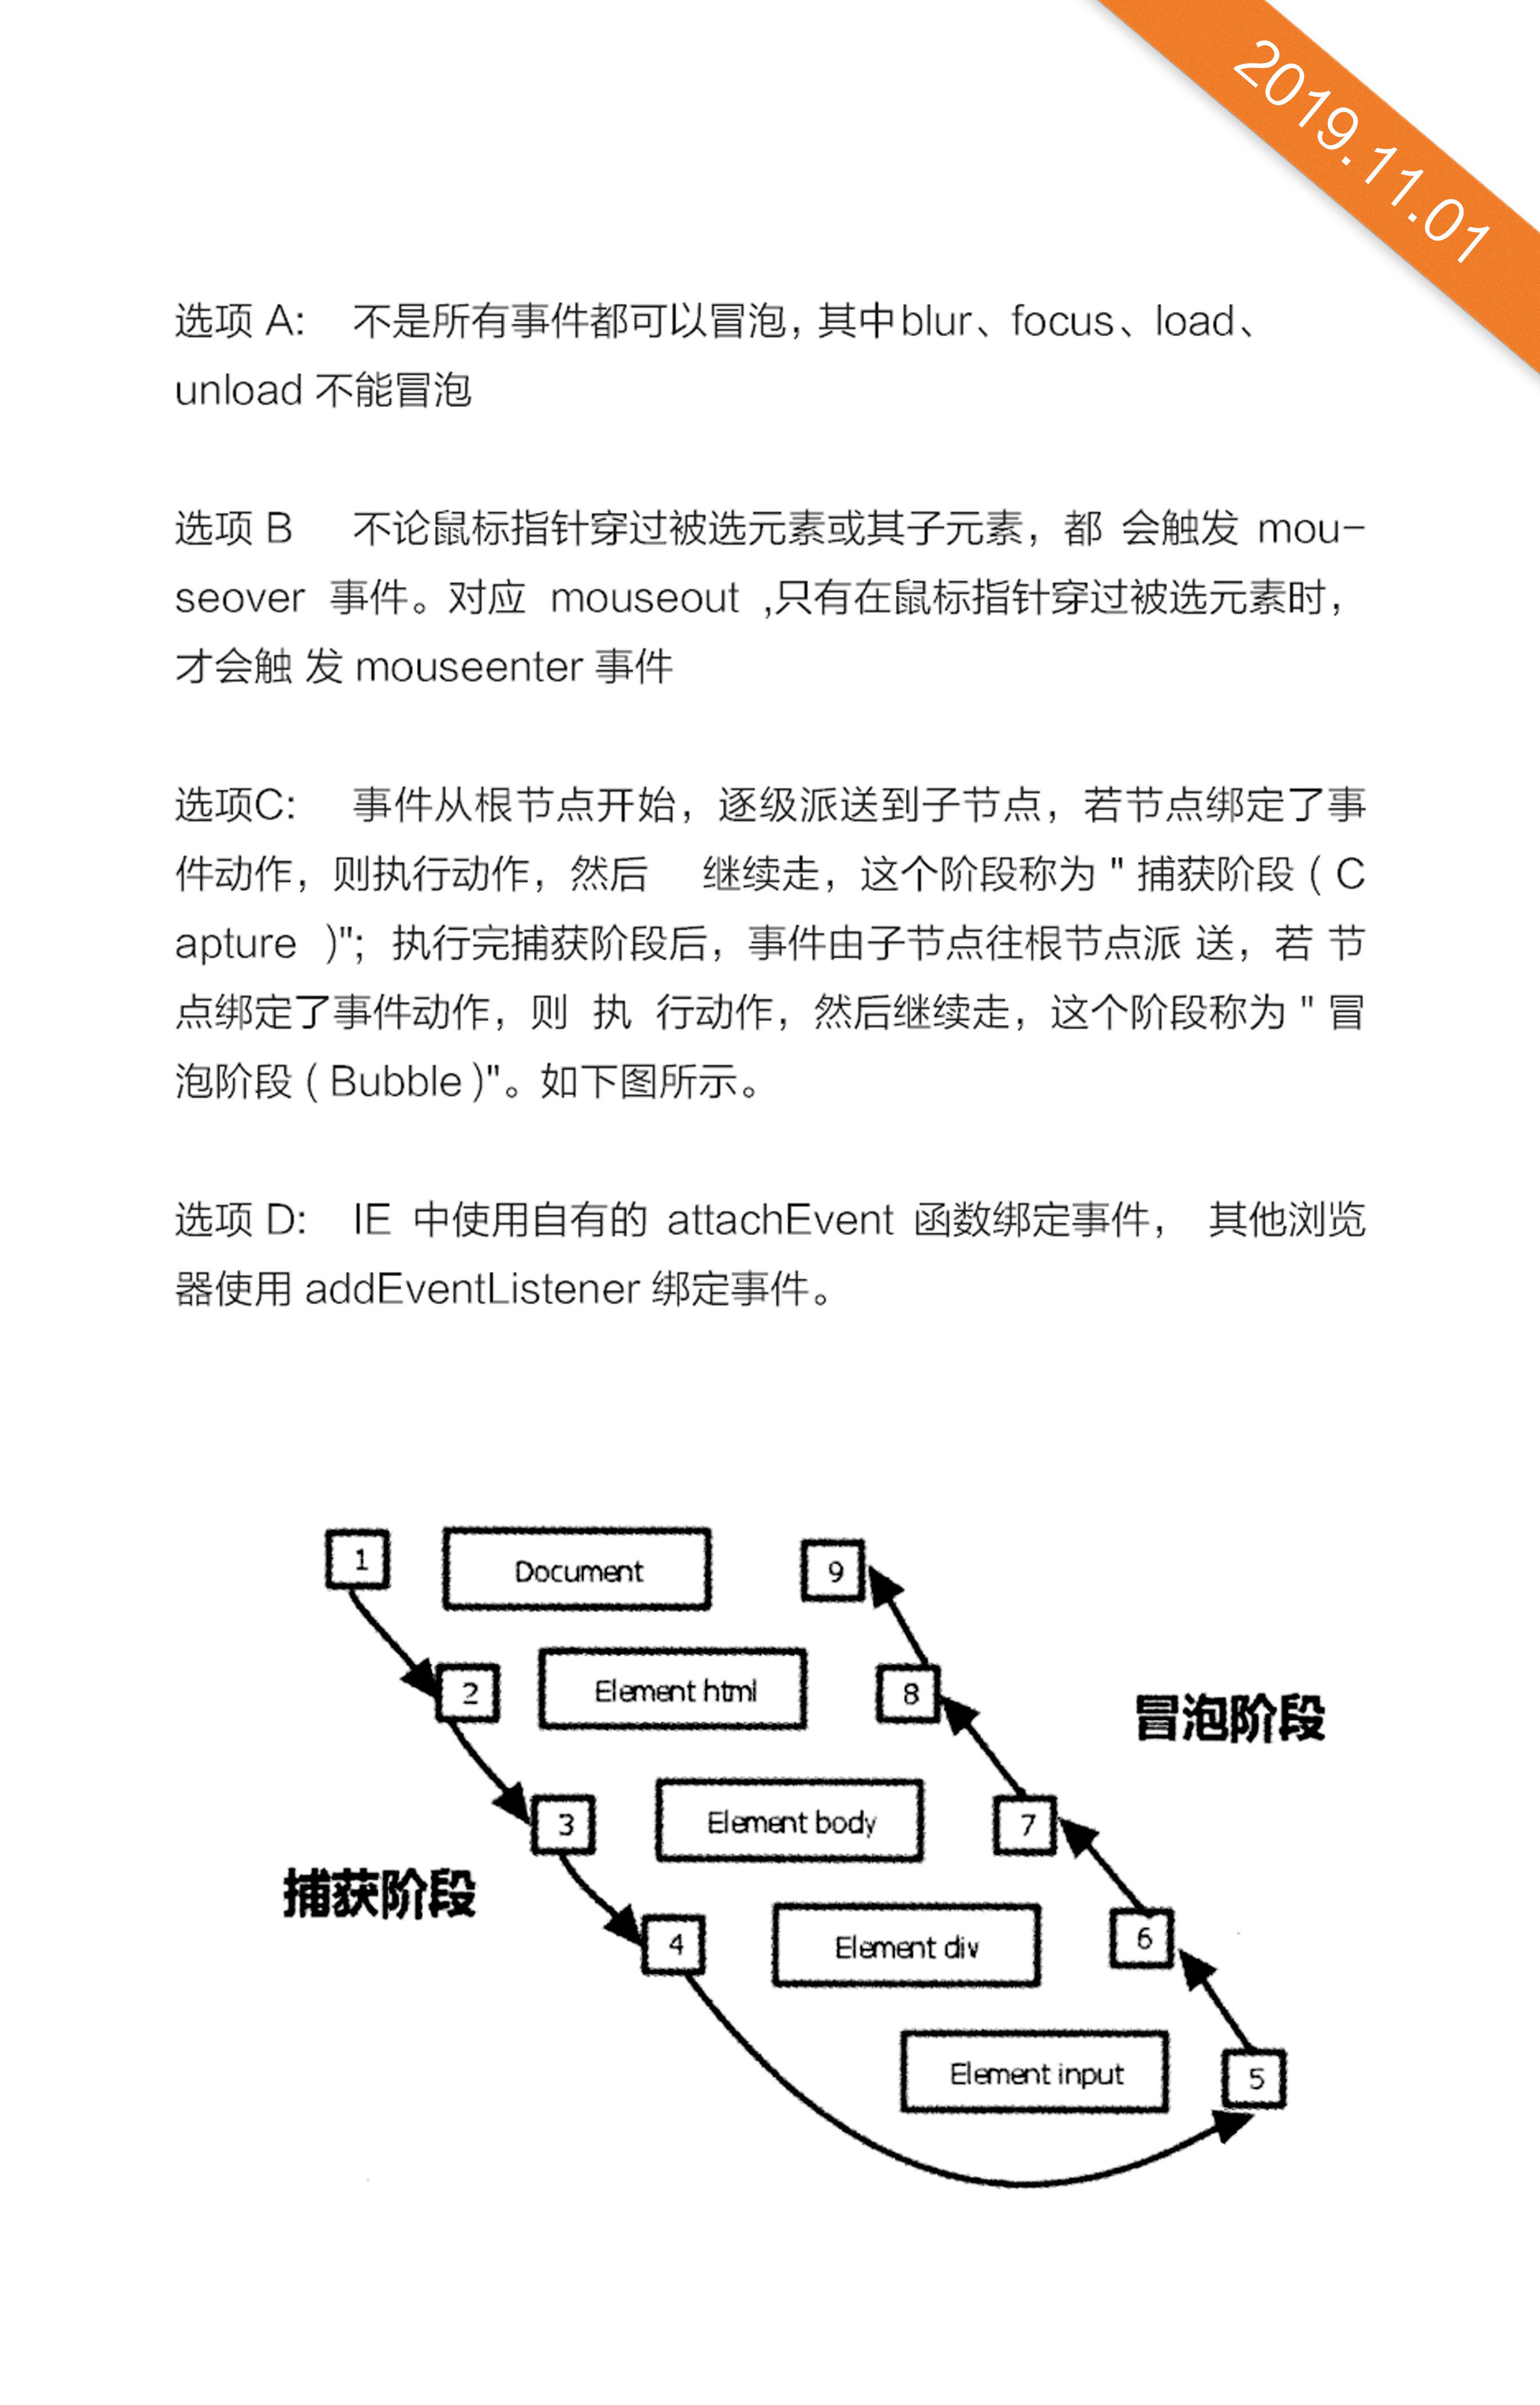 2019.11.01
选项 A: 不是所有事件都可以冒泡, 其中blur、focus、load、
unload 不能冒泡
选项 B 不论鼠标指针穿过被选元素或其子元素，都 会触发 mou-
seover 事件。对应 mouseout ,只有在鼠标指针穿过被选元素时，
才会触 发 mouseenter 事件
选项C: 事件从根节点开始，逐级派送到子节点，若节点绑定了事
件动作，则执行动作，然后 继续走，这个阶段称为 " 捕获阶段 ( C
apture )"; 执行完捕获阶段后，事件由子节点往根节点派 送，若 节
点绑定了事件动作，则 执 行动作，然后继续走，这个阶段称为 " 冒
泡阶段 ( Bubble )"。如下图所示。
选项 D: IE 中使用自有的 attachEvent 函数绑定事件， 其他浏览
器使用 addEventListener 绑定事件。
1 Document 9
2 Element html 8
冒泡阶段
3 Element body 7
捕获阶段
4 Element div 6
Element input 5